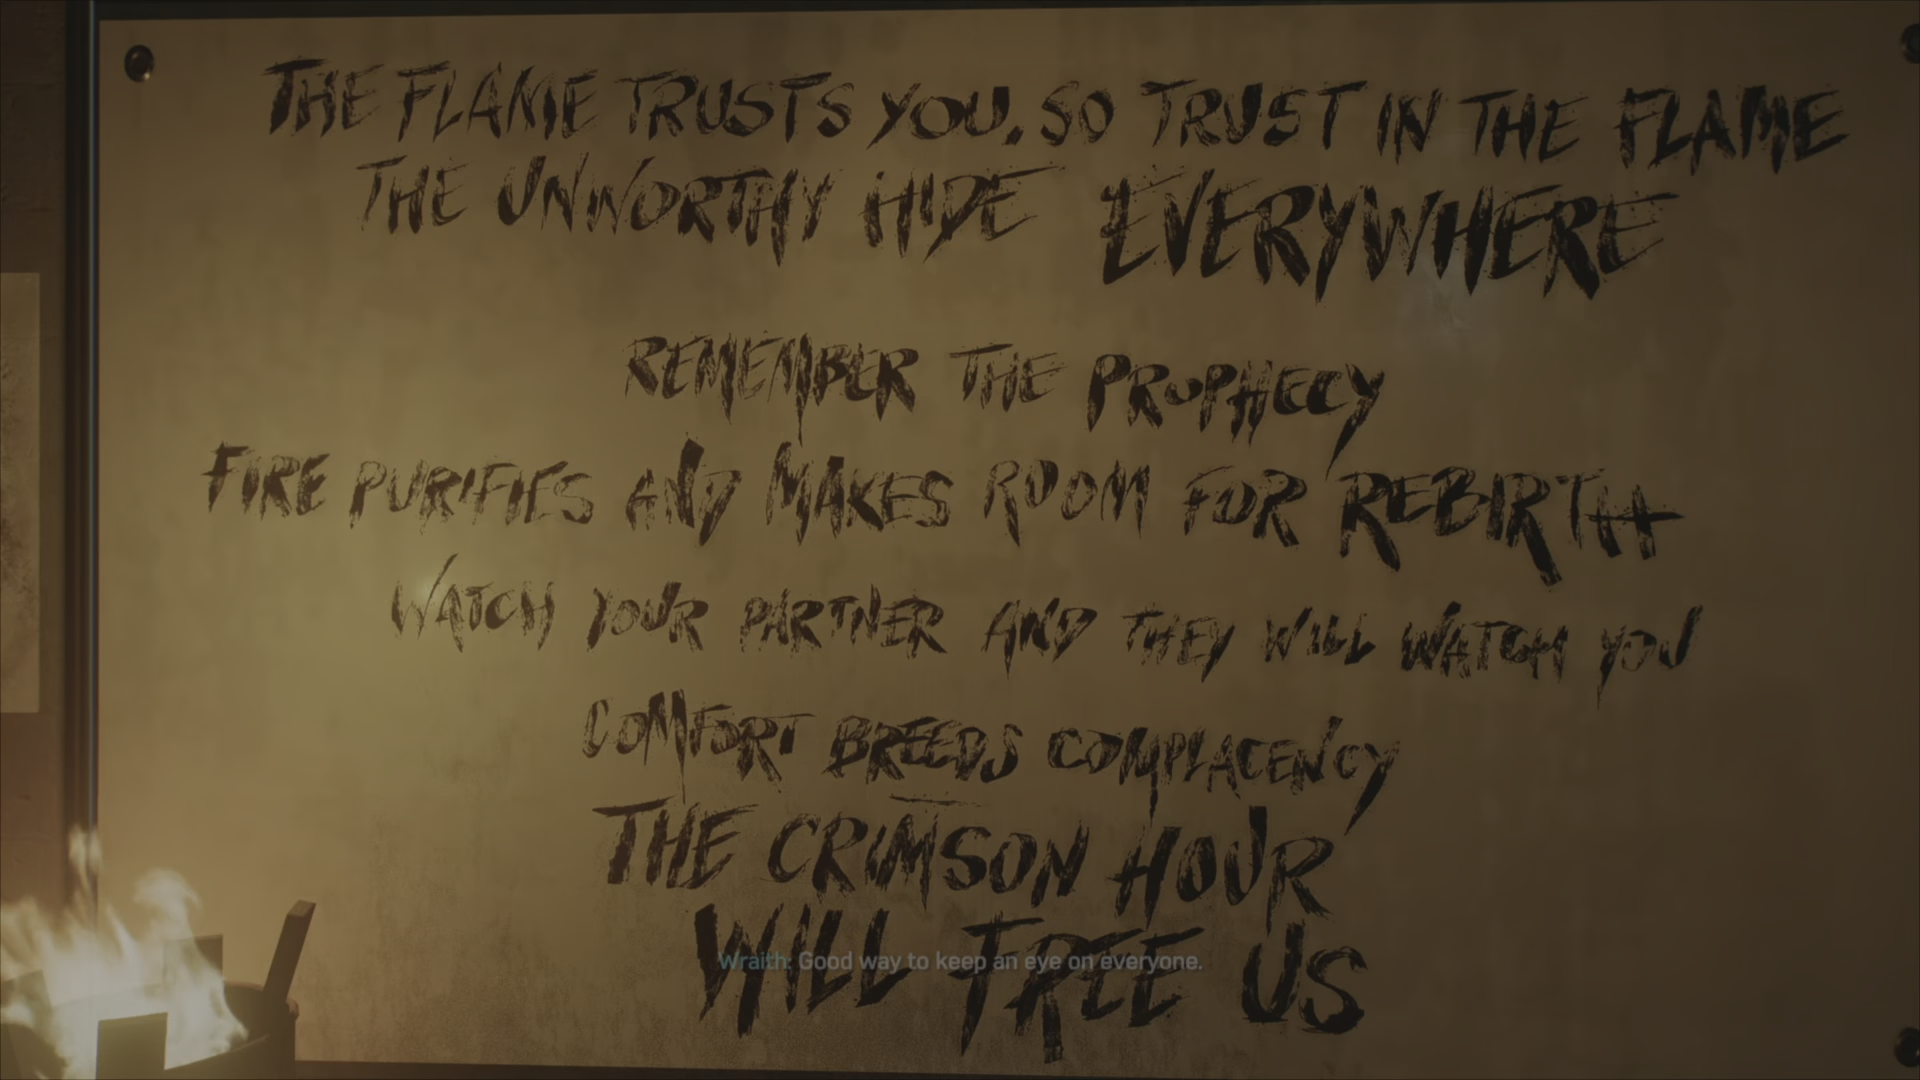 THE FLAME TRUSTS YOU. SO TRUST IN THE FLAME
THE UNWORTHY HIDE EVERYWHERE
REMEMBER THE PROPHECY
FIRE PURIFIES AND MAKES ROOM FOR REBIRTH
WATCH YOUR PARTNER AND THEY WILL WATCH YOU
COMFORT BREEDS COMPLACENCY
THE CRIMSON HOUR
WILL FREE US
Wraith: Good way to keep an eye on everyone.